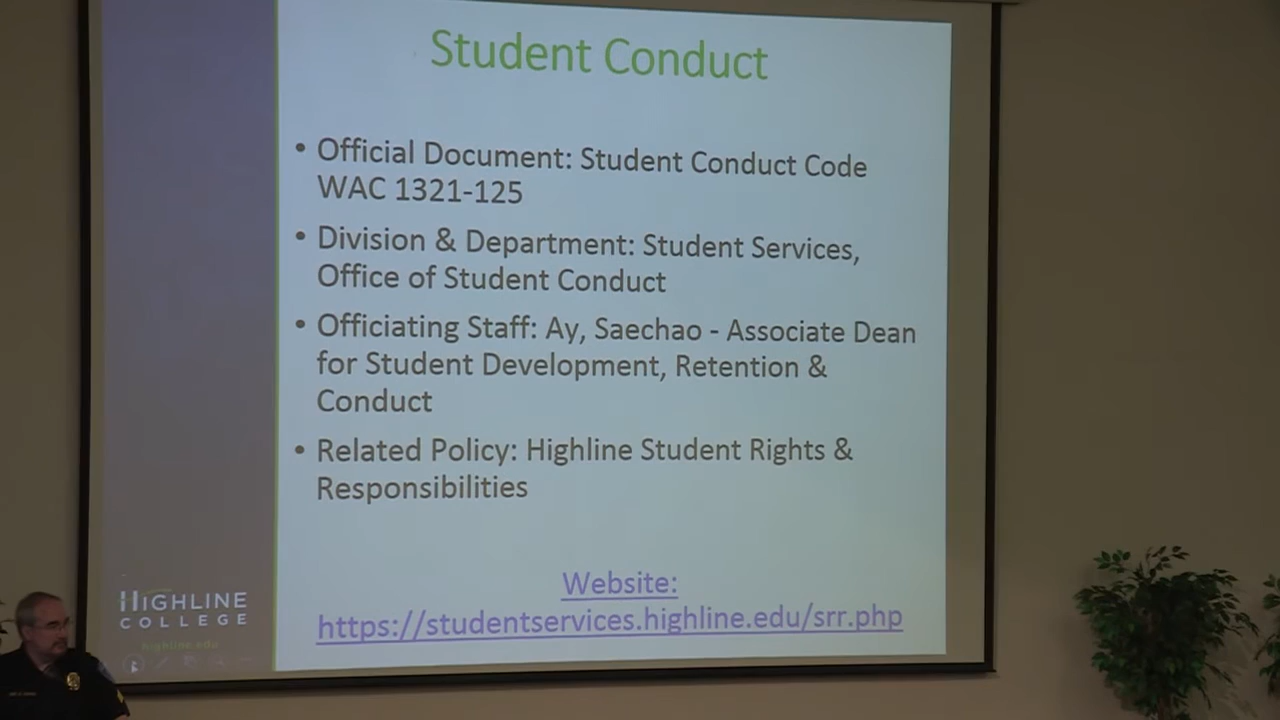 Student Conduct
• Official Document: Student Conduct Code
WAC 1321-125
• Division & Department: Student Services,
Office of Student Conduct
• Officiating Staff: Ay, Saechao - Associate Dean
for Student Development, Retention &
Conduct
• Related Policy: Highline Student Rights &
Responsibilities
Website:
https://studentservices.highline.edu/srr.php
HIGHLINE
COLLEGE
highline.edu